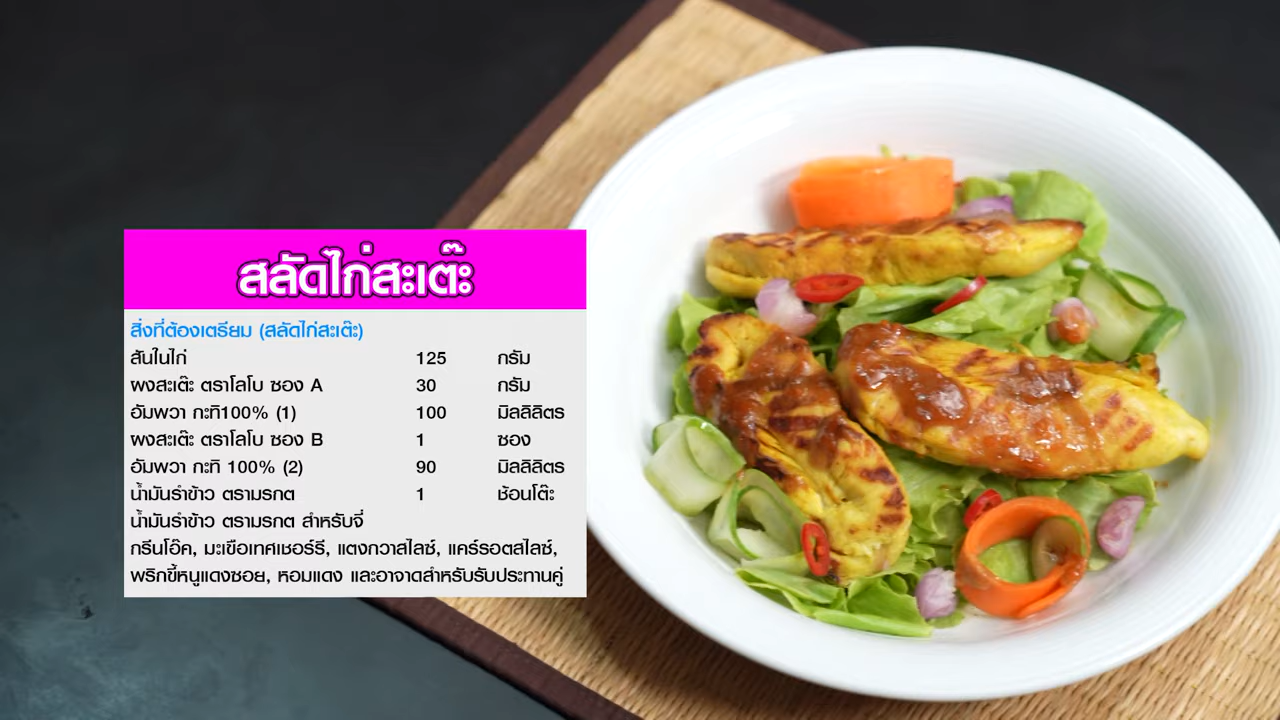 สลัดไก่สะเต๊ะ
สิ่งที่ต้องเตรียม (สลัดไก่สะเต๊ะ)
สันในไก่ 125 กรัม
ผงสะเต๊ะ ตราโลโบ ซอง A 30 กรัม
อัมพวา กะทิ100% (1) 100 มิลลิลิตร
ผงสะเต๊ะ ตราโลโบ ซอง B 1 ซอง
อัมพวา กะทิ 100% (2) 90 มิลลิลิตร
น้ำมันรำข้าว ตรามรกต 1 ช้อนโต๊ะ
น้ำมันรำข้าว ตรามรกต สำหรับจี่
กรีนโอ๊ค, มะเขือเทศเชอร์รี, แตงกวาสไลซ์, แคร์รอตสไลซ์,
พริกขี้หนูแดงซอย, หอมแดง และอาจาดสำหรับรับประทานคู่